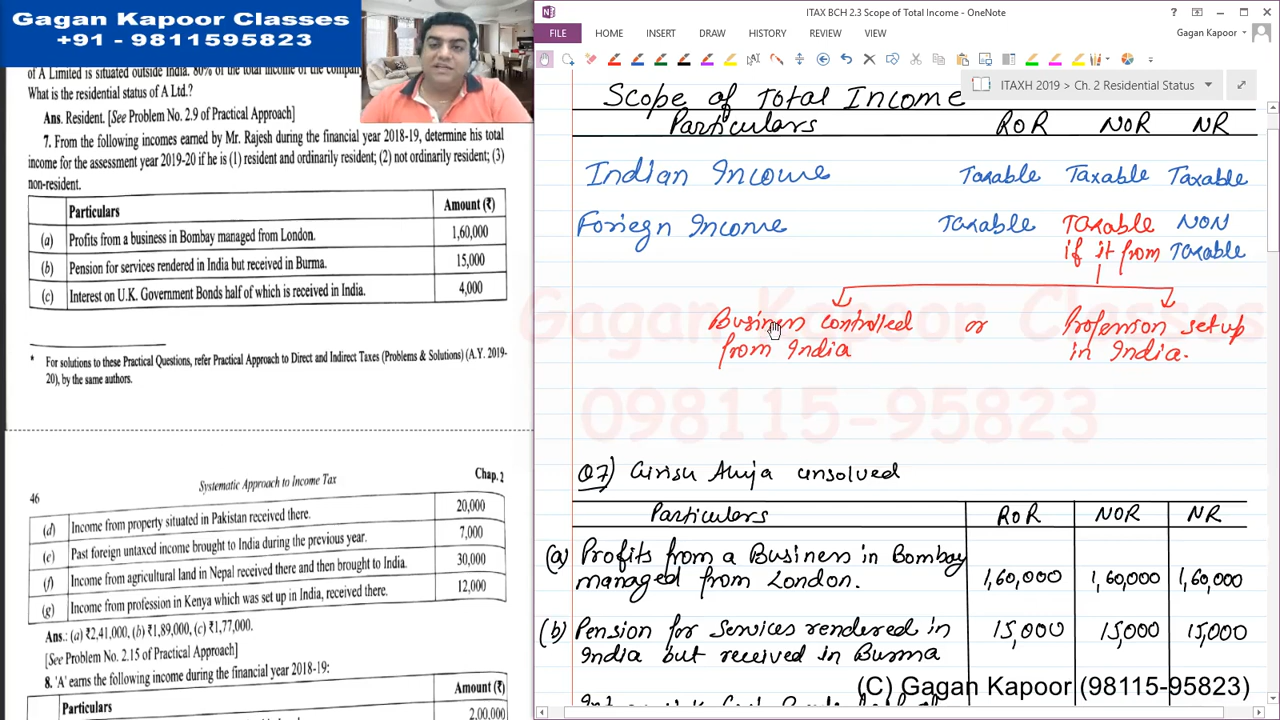 Gagan Kapoor Classes
+91 - 9811595823
of A Limited is situated outside India. 80% of the total income of the company
What is the residential status of A Ltd.?
Ans. Resident. [See Problem No. 2.9 of Practical Approach]
7. From the following incomes earned by Mr. Rajesh during the financial year 2018-19, determine his total
income for the assessment year 2019-20 if he is (1) resident and ordinarily resident; (2) not ordinarily resident; (3)
non-resident.
Particulars Amount (₹)
(a) Profits from a business in Bombay managed from London. 1,60,000
(b) Pension for services rendered in India but received in Burma. 15,000
(c) Interest on U.K. Government Bonds half of which is received in India. 4,000
* For solutions to these Practical Questions, refer Practical Approach to Direct and Indirect Taxes (Problems & Solutions) (A.Y. 2019-
20), by the same authors.
46 Systematic Approach to Income Tax Chap. 2
(d) Income from property situated in Pakistan received there. 20,000
(e) Past foreign untaxed income brought to India during the previous year. 7,000
(f) Income from agricultural land in Nepal received there and then brought to India. 30,000
(g) Income from profession in Kenya which was set up in India, received there. 12,000
Ans.: (a) ₹2,41,000, (b) ₹1,89,000, (c) ₹1,77,000.
[See Problem No. 2.15 of Practical Approach]
8. 'A' earns the following income during the financial year 2018-19:
Particulars Amount (₹)
2,00,000
ITAX BCH 2.3 Scope of Total Income - OneNote
FILE HOME INSERT DRAW HISTORY REVIEW VIEW Gagan Kapoor
ITAXH 2019 > Ch. 2 Residential Status
Scope of Total Income
Particulars ROR NOR NR
Indian Income Taxable Taxable Taxable
Foriegn Income Taxable Taxable NON
if it from Taxable
Business controlled or Profession set up
from India in India.
Gagan Kapoor Classes
098115-95823
Q7) Girish Ahuja unsolved
Particulars ROR NOR NR
(a) Profits from a Business in Bombay
managed from London. 1,60,000 1,60,000 1,60,000
(b) Pension for Services rendered in 15,000 15,000 15,000
India but received in Burma
(C) Gagan Kapoor (98115-95823)